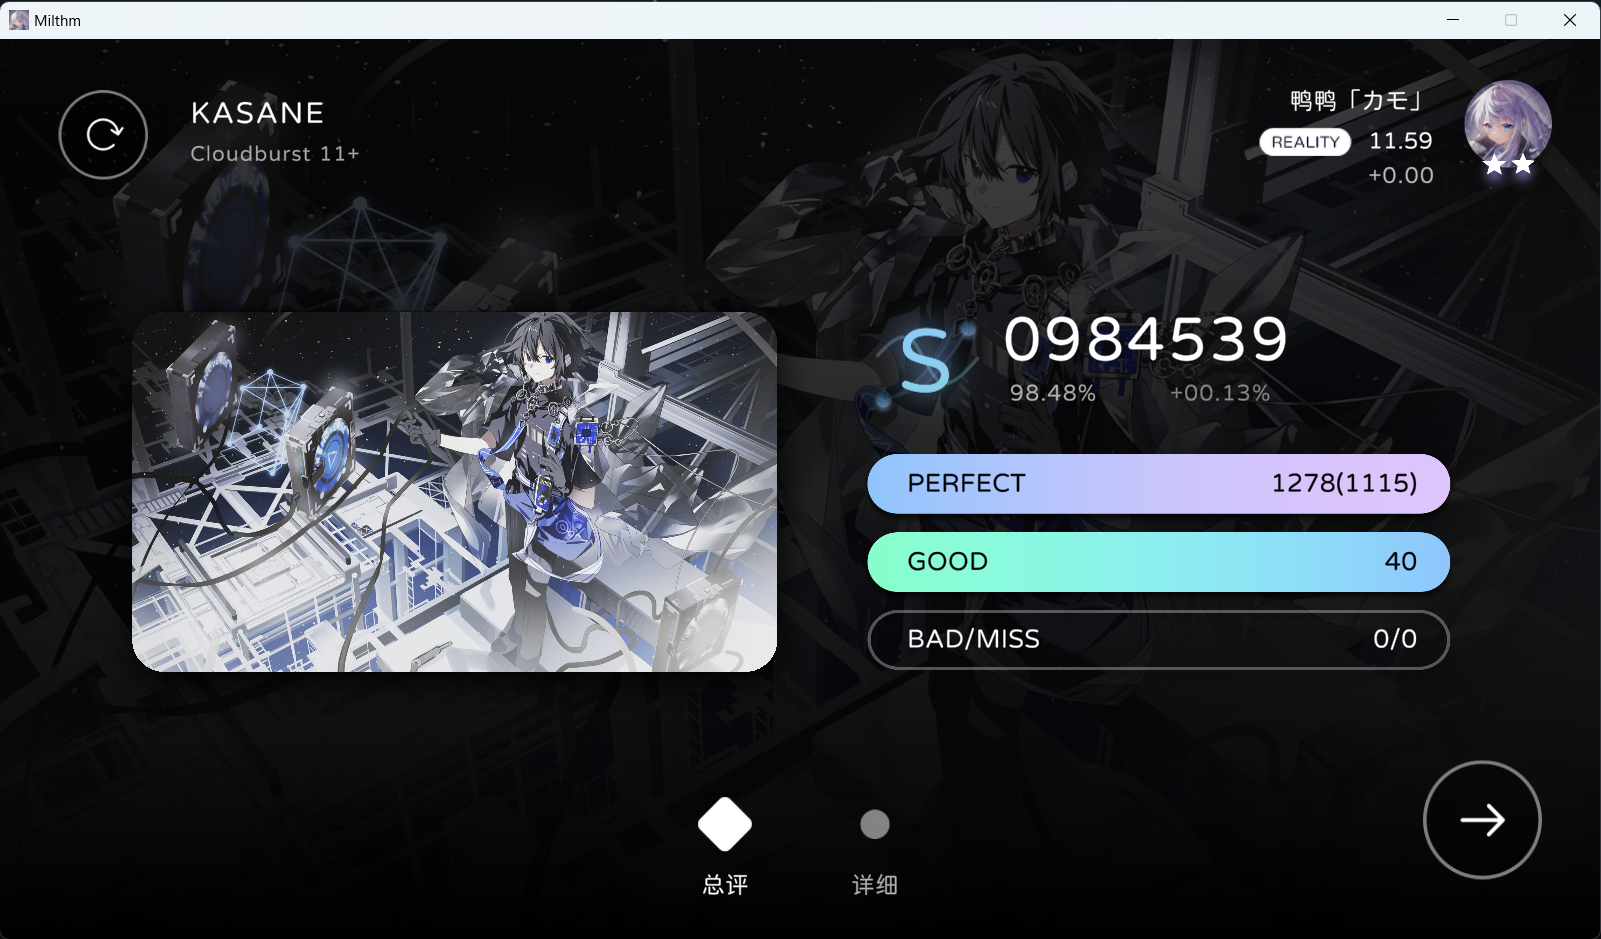 Milthm
KASANE
Cloudburst 11+
鸭鸭「カモ」
REALITY 11.59
+0.00
S 0984539
98.48% +00.13%
PERFECT 1278(1115)
GOOD 40
BAD/MISS 0/0
总评 详细